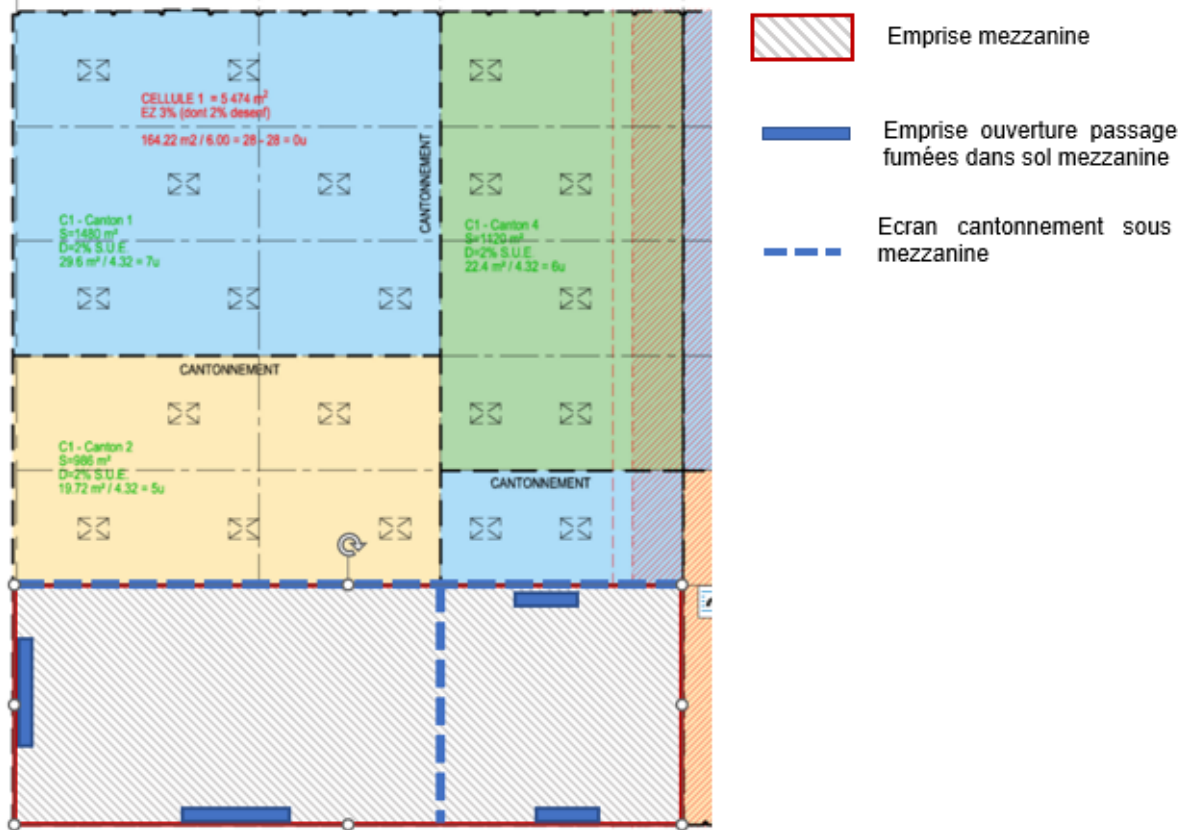 CELLULE 1 = 5 474 m²
EZ 3% (dont 2% desenf)
164.22 m2 / 6.00 = 28 - 28 = 0u
CANTONNEMENT
C1 - Canton 1
S=1480 m²
D=2% S.U.E.
29.6 m² / 4.32 = 7u
C1 - Canton 4
S=1120 m²
D=2% S.U.E.
22.4 m² / 4.32 = 6u
CANTONNEMENT
C1 - Canton 2
S=986 m²
D=2% S.U.E.
19.72 m² / 4.32 = 5u
CANTONNEMENT
Emprise mezzanine
Emprise ouverture passage
fumées dans sol mezzanine
Ecran cantonnement sous
mezzanine